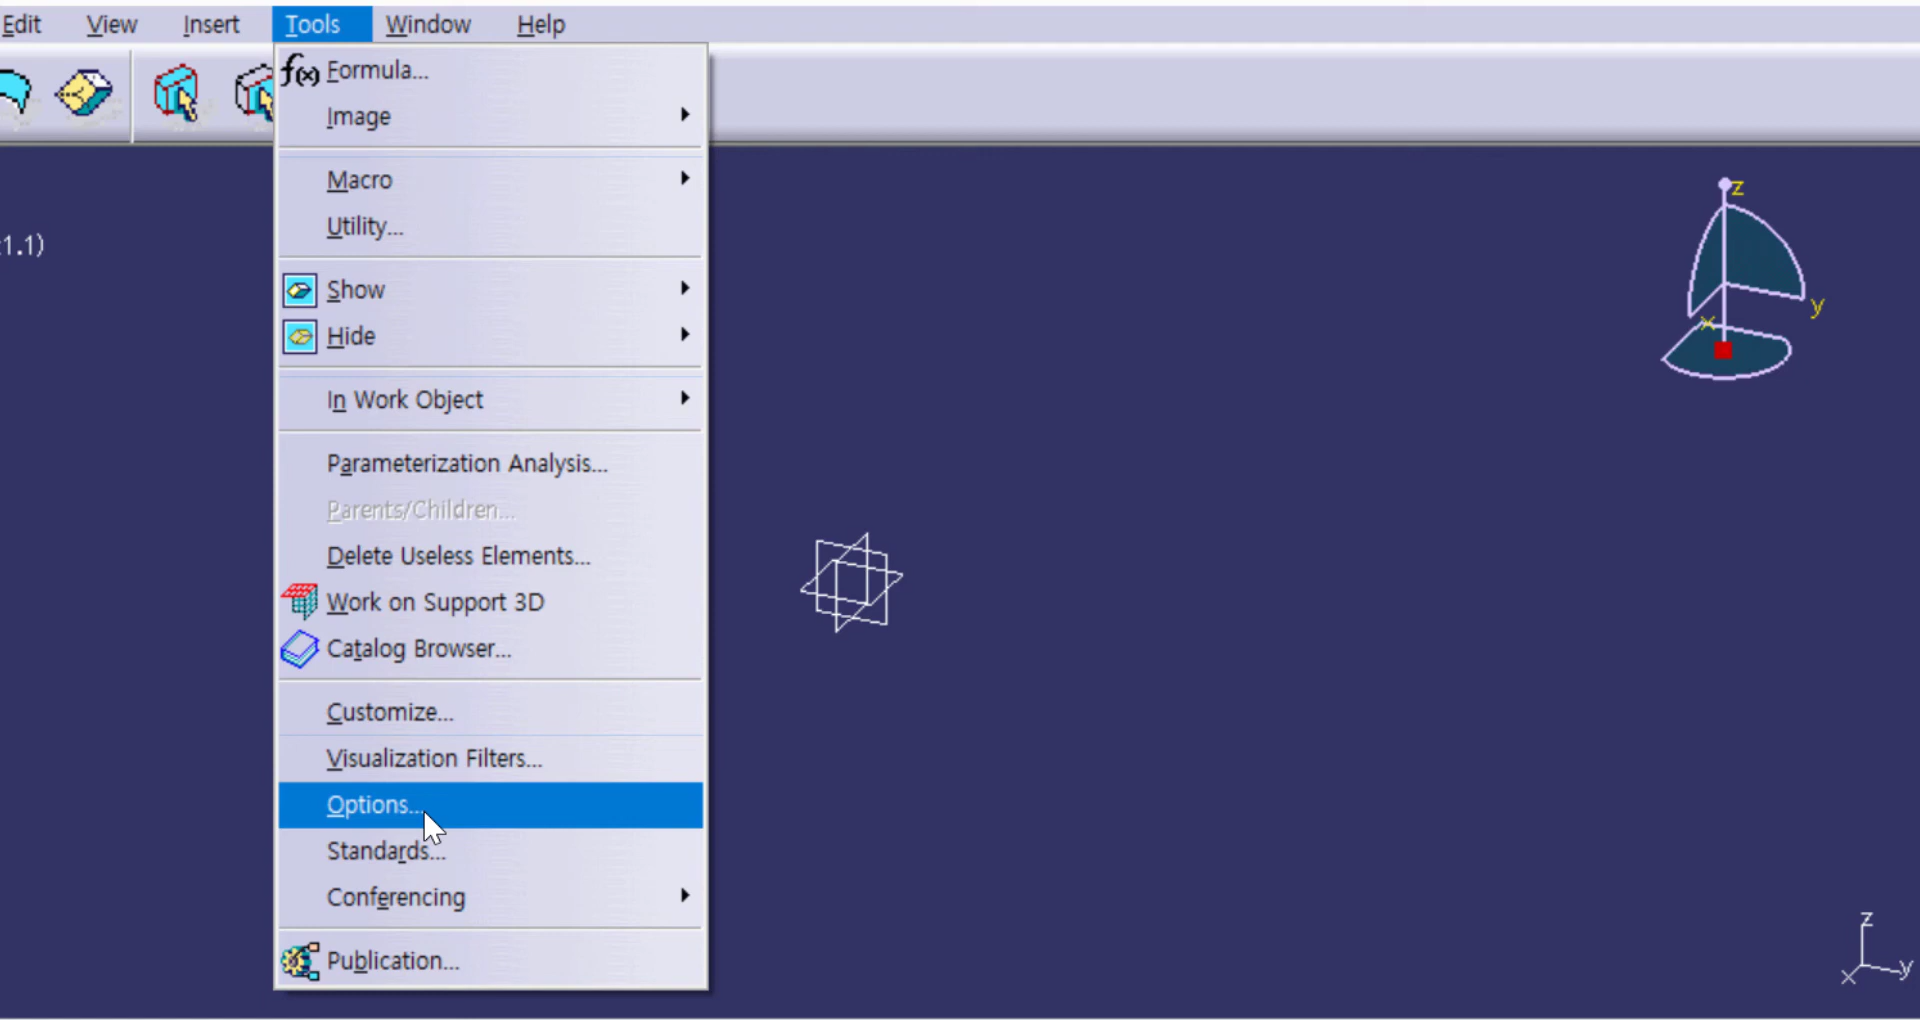 Edit View Insert Tools Window Help
f(x) Formula...
Image
Macro
Utility...
Show
Hide
In Work Object
Parameterization Analysis...
Parents/Children...
Delete Useless Elements...
Work on Support 3D
Catalog Browser...
Customize...
Visualization Filters...
Options...
Standards...
Conferencing
Publication...
1.1)
z
y
x
z
y
x